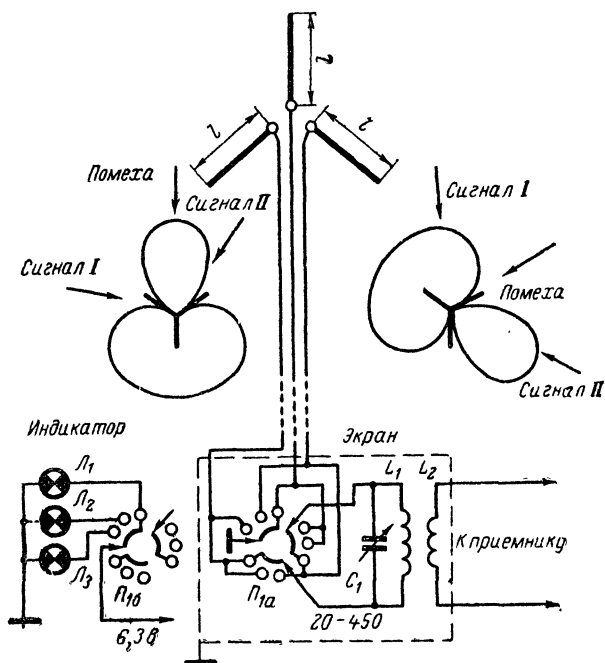 l
l
l
Помеха
Сигнал II
Сигнал I
Сигнал I
Помеха
Сигнал II
Индикатор
Экран
Л1
Л2
Л3
П1б
6,3 в
П1а
L1
L2
C1
20-450
К приемнику